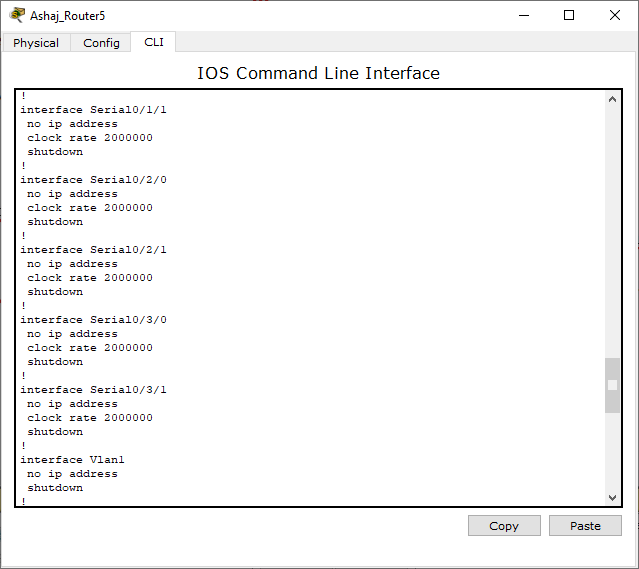 Ashaj_Router5
Physical Config CLI
IOS Command Line Interface
!
interface Serial0/1/1
 no ip address
 clock rate 2000000
 shutdown
!
interface Serial0/2/0
 no ip address
 clock rate 2000000
 shutdown
!
interface Serial0/2/1
 no ip address
 clock rate 2000000
 shutdown
!
interface Serial0/3/0
 no ip address
 clock rate 2000000
 shutdown
!
interface Serial0/3/1
 no ip address
 clock rate 2000000
 shutdown
!
interface Vlan1
 no ip address
 shutdown
!
Copy Paste